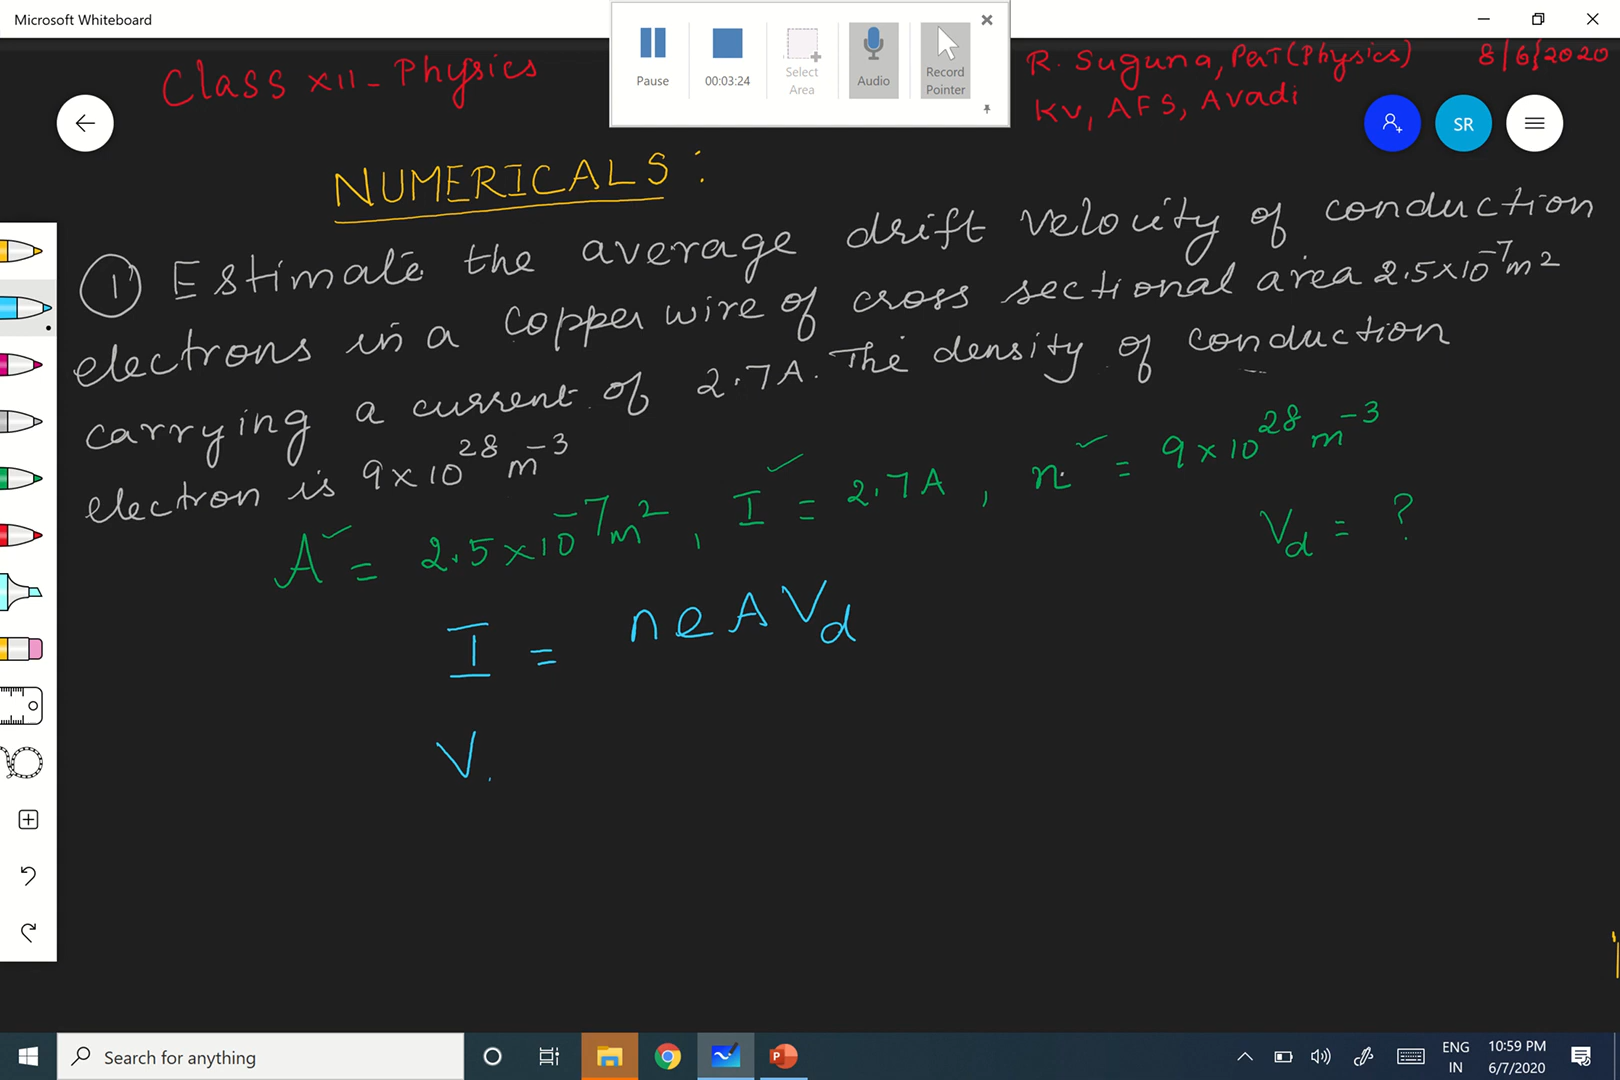 Microsoft Whiteboard
Pause
00:03:24
Select
Area
Audio
Record
Pointer
Class XII - Physics
R. Suguna, PGT (Physics) 8/6/2020
KV, AFS, Avadi
SR
NUMERICALS:
① Estimate the average drift velocity of conduction
electrons in a copper wire of cross sectional area 2.5×10⁻⁷m²
carrying a current of 2.7A. The density of conduction
electron is 9×10²⁸ m⁻³
A = 2.5×10⁻⁷m², I = 2.7A, n = 9×10²⁸ m⁻³
Vd = ?
I = neAVd
V
Search for anything
ENG
IN
10:59 PM
6/7/2020